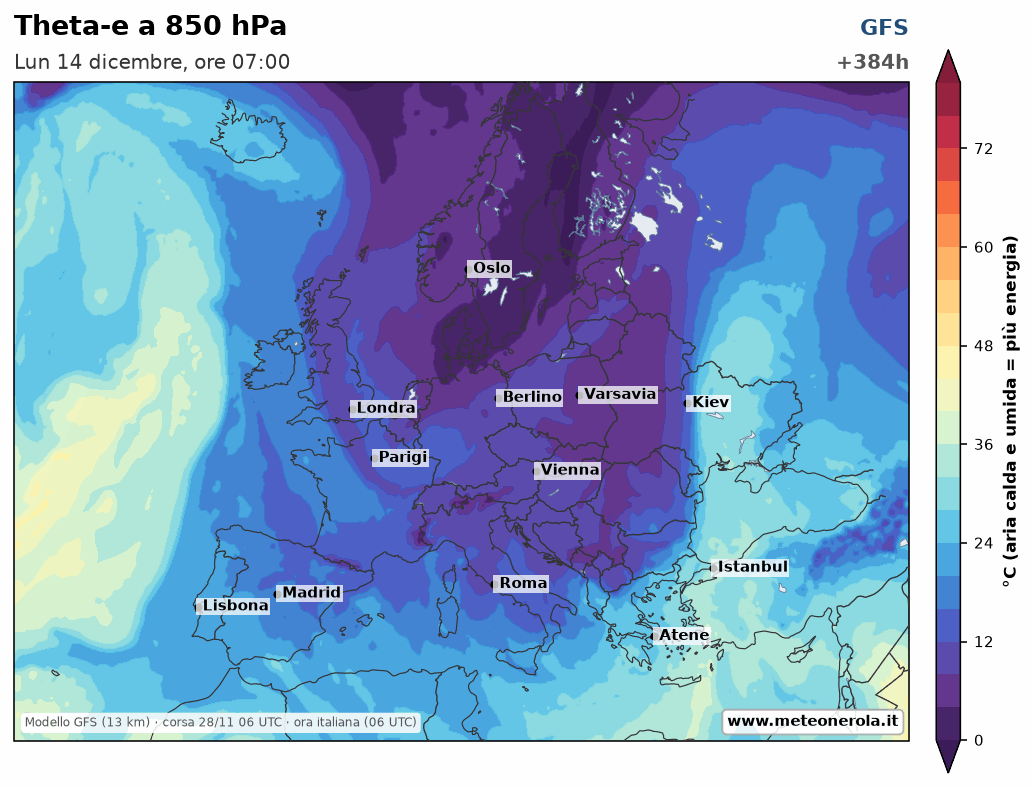 Theta-e a 850 hPa
GFS
Lun 14 dicembre, ore 07:00
+384h
72
60
48
36
24
12
0
°C (aria calda e umida = più energia)
Oslo
Londra
Berlino
Varsavia
Kiev
Parigi
Vienna
Istanbul
Roma
Madrid
Lisbona
Atene
Modello GFS (13 km) · corsa 28/11 06 UTC · ora italiana (06 UTC)
www.meteonerola.it